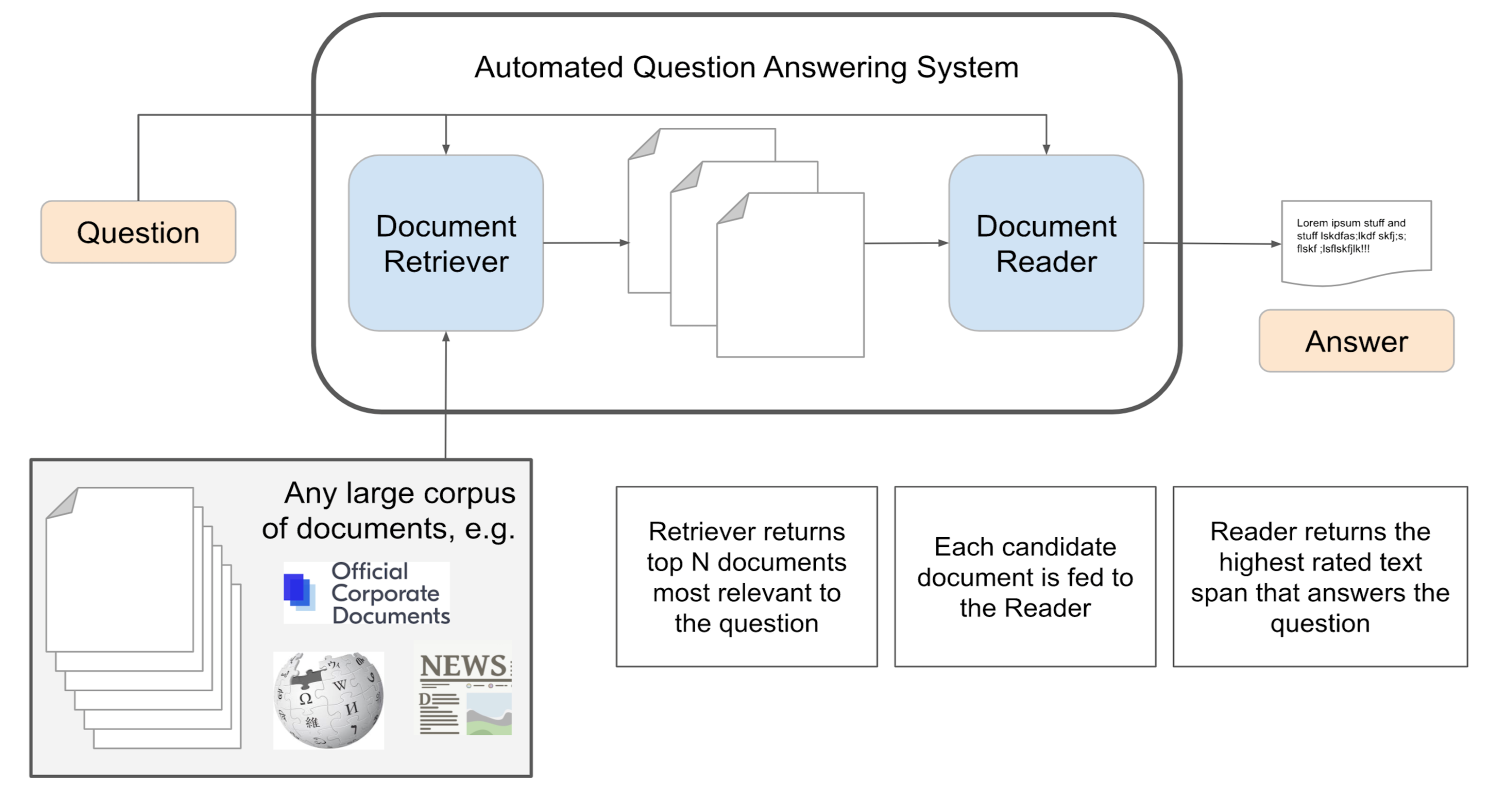 Automated Question Answering System
Question
Document
Retriever
Document
Reader
Lorem ipsum stuff and
stuff lskdfas;lkdf skfj;s;
flskf ;lsflskfjlk!!!
Answer
Any large corpus
of documents, e.g.
Official
Corporate
Documents
Ω
W
維
И
7
NEWS
D
Retriever returns
top N documents
most relevant to
the question
Each candidate
document is fed to
the Reader
Reader returns the
highest rated text
span that answers the
question